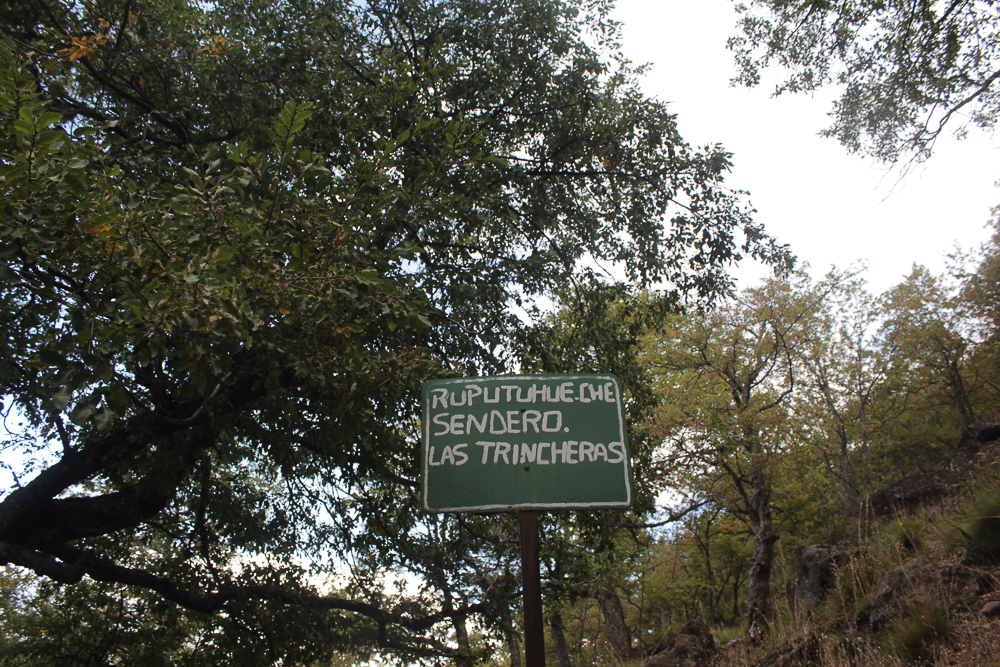 RUPUTUHUE.CHE
SENDERO.
LAS TRINCHERAS